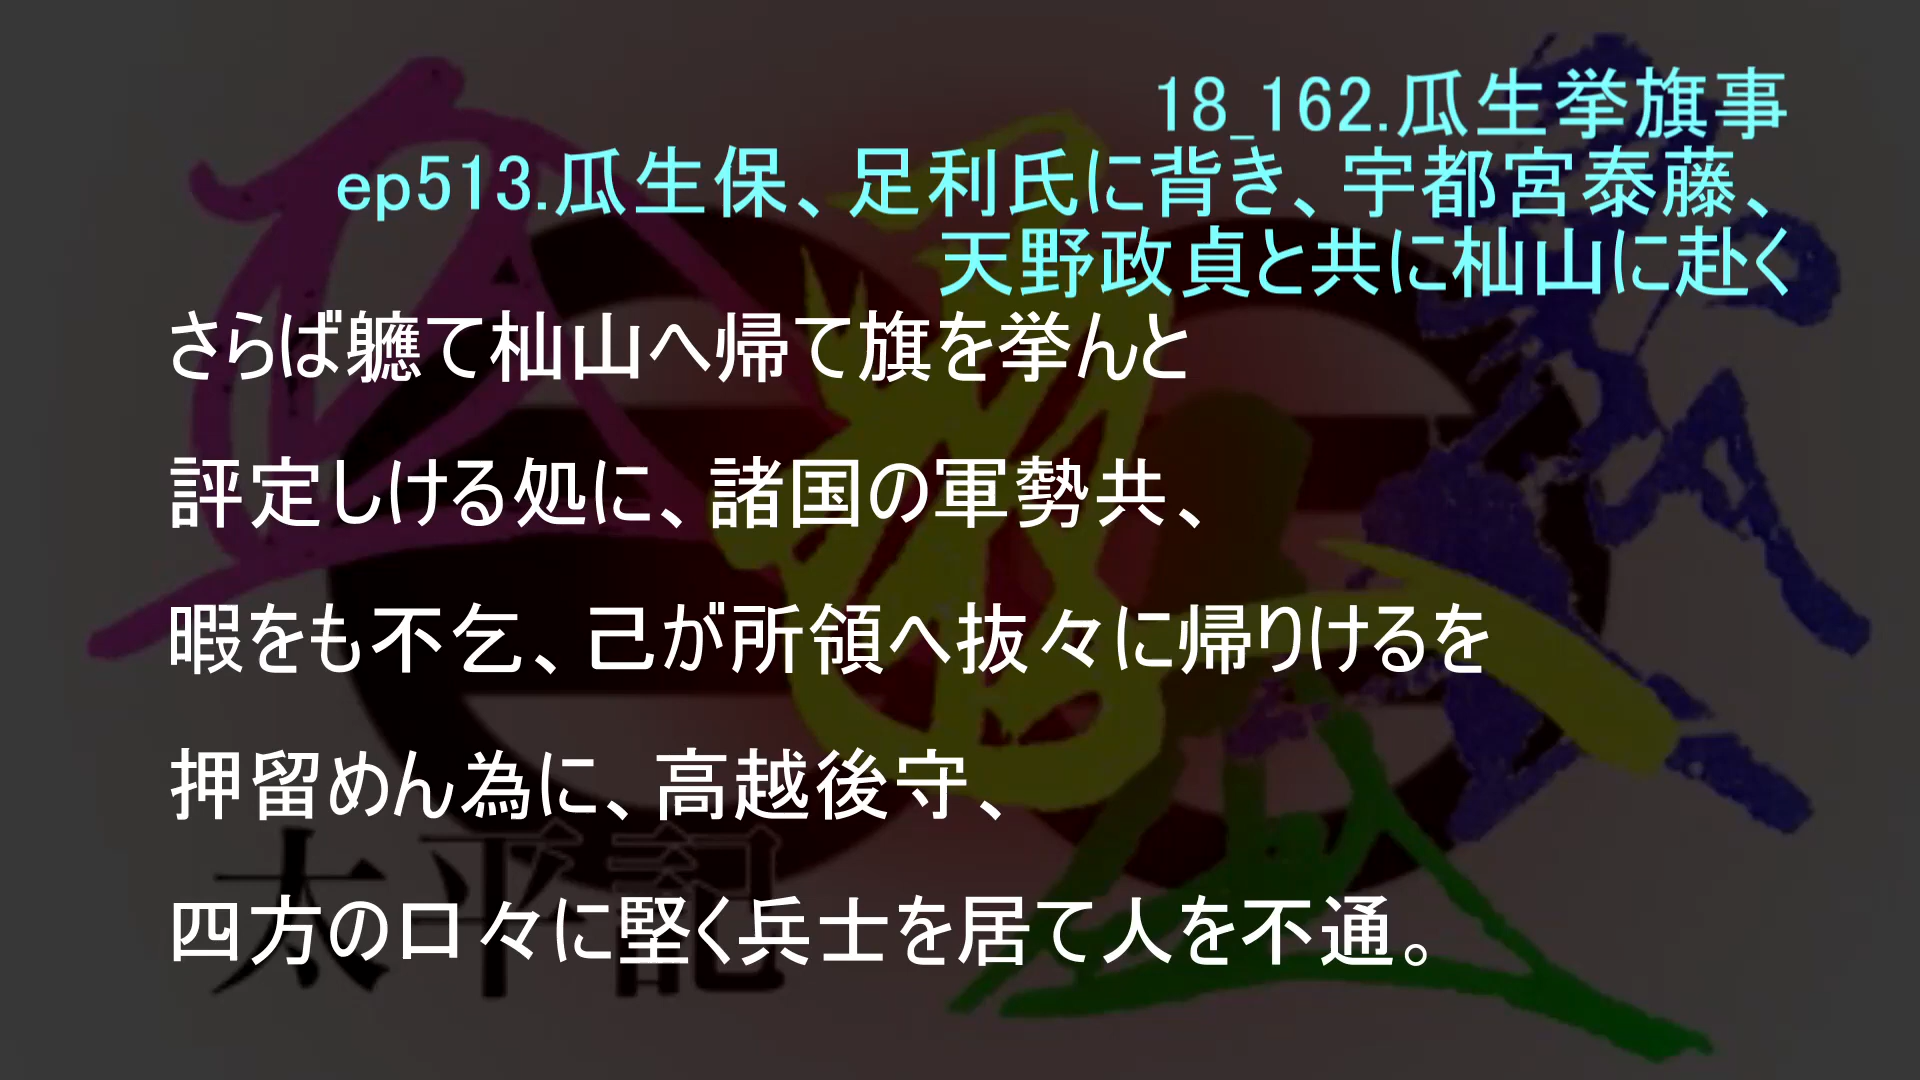 18_162.瓜生挙旗事
ep513.瓜生保、足利氏に背き、宇都宮泰藤、
天野政貞と共に杣山に赴く
さらば軈て杣山へ帰て旗を挙んと
評定しける処に、諸国の軍勢共、
暇をも不乞、己が所領へ抜々に帰りけるを
押留めん為に、高越後守、
四方の口々に堅く兵士を居て人を不通。
太平記